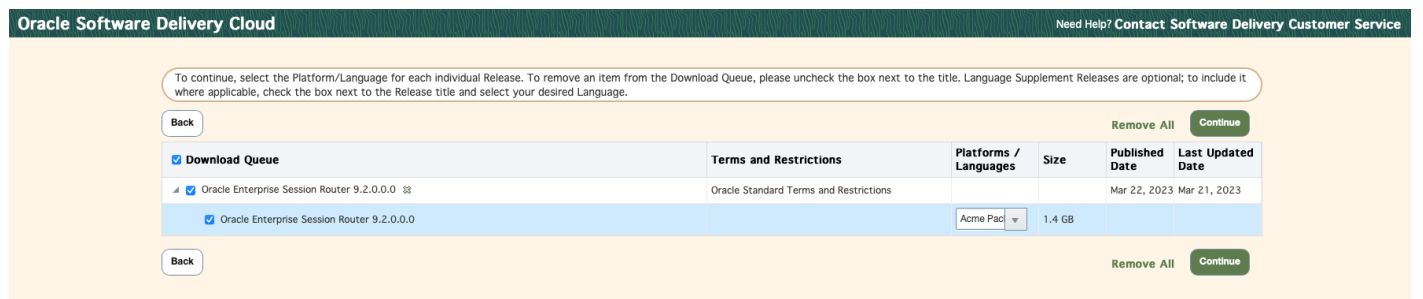 Oracle Software Delivery Cloud
Need Help? Contact Software Delivery Customer Service
To continue, select the Platform/Language for each individual Release. To remove an item from the Download Queue, please uncheck the box next to the title. Language Supplement Releases are optional; to include it
where applicable, check the box next to the Release title and select your desired Language.
Back
Remove All
Continue
Download Queue
Terms and Restrictions
Platforms /
Languages
Size
Published
Date
Last Updated
Date
Oracle Enterprise Session Router 9.2.0.0.0
Oracle Standard Terms and Restrictions
Mar 22, 2023
Mar 21, 2023
Oracle Enterprise Session Router 9.2.0.0.0
Acme Pac
1.4 GB
Back
Remove All
Continue